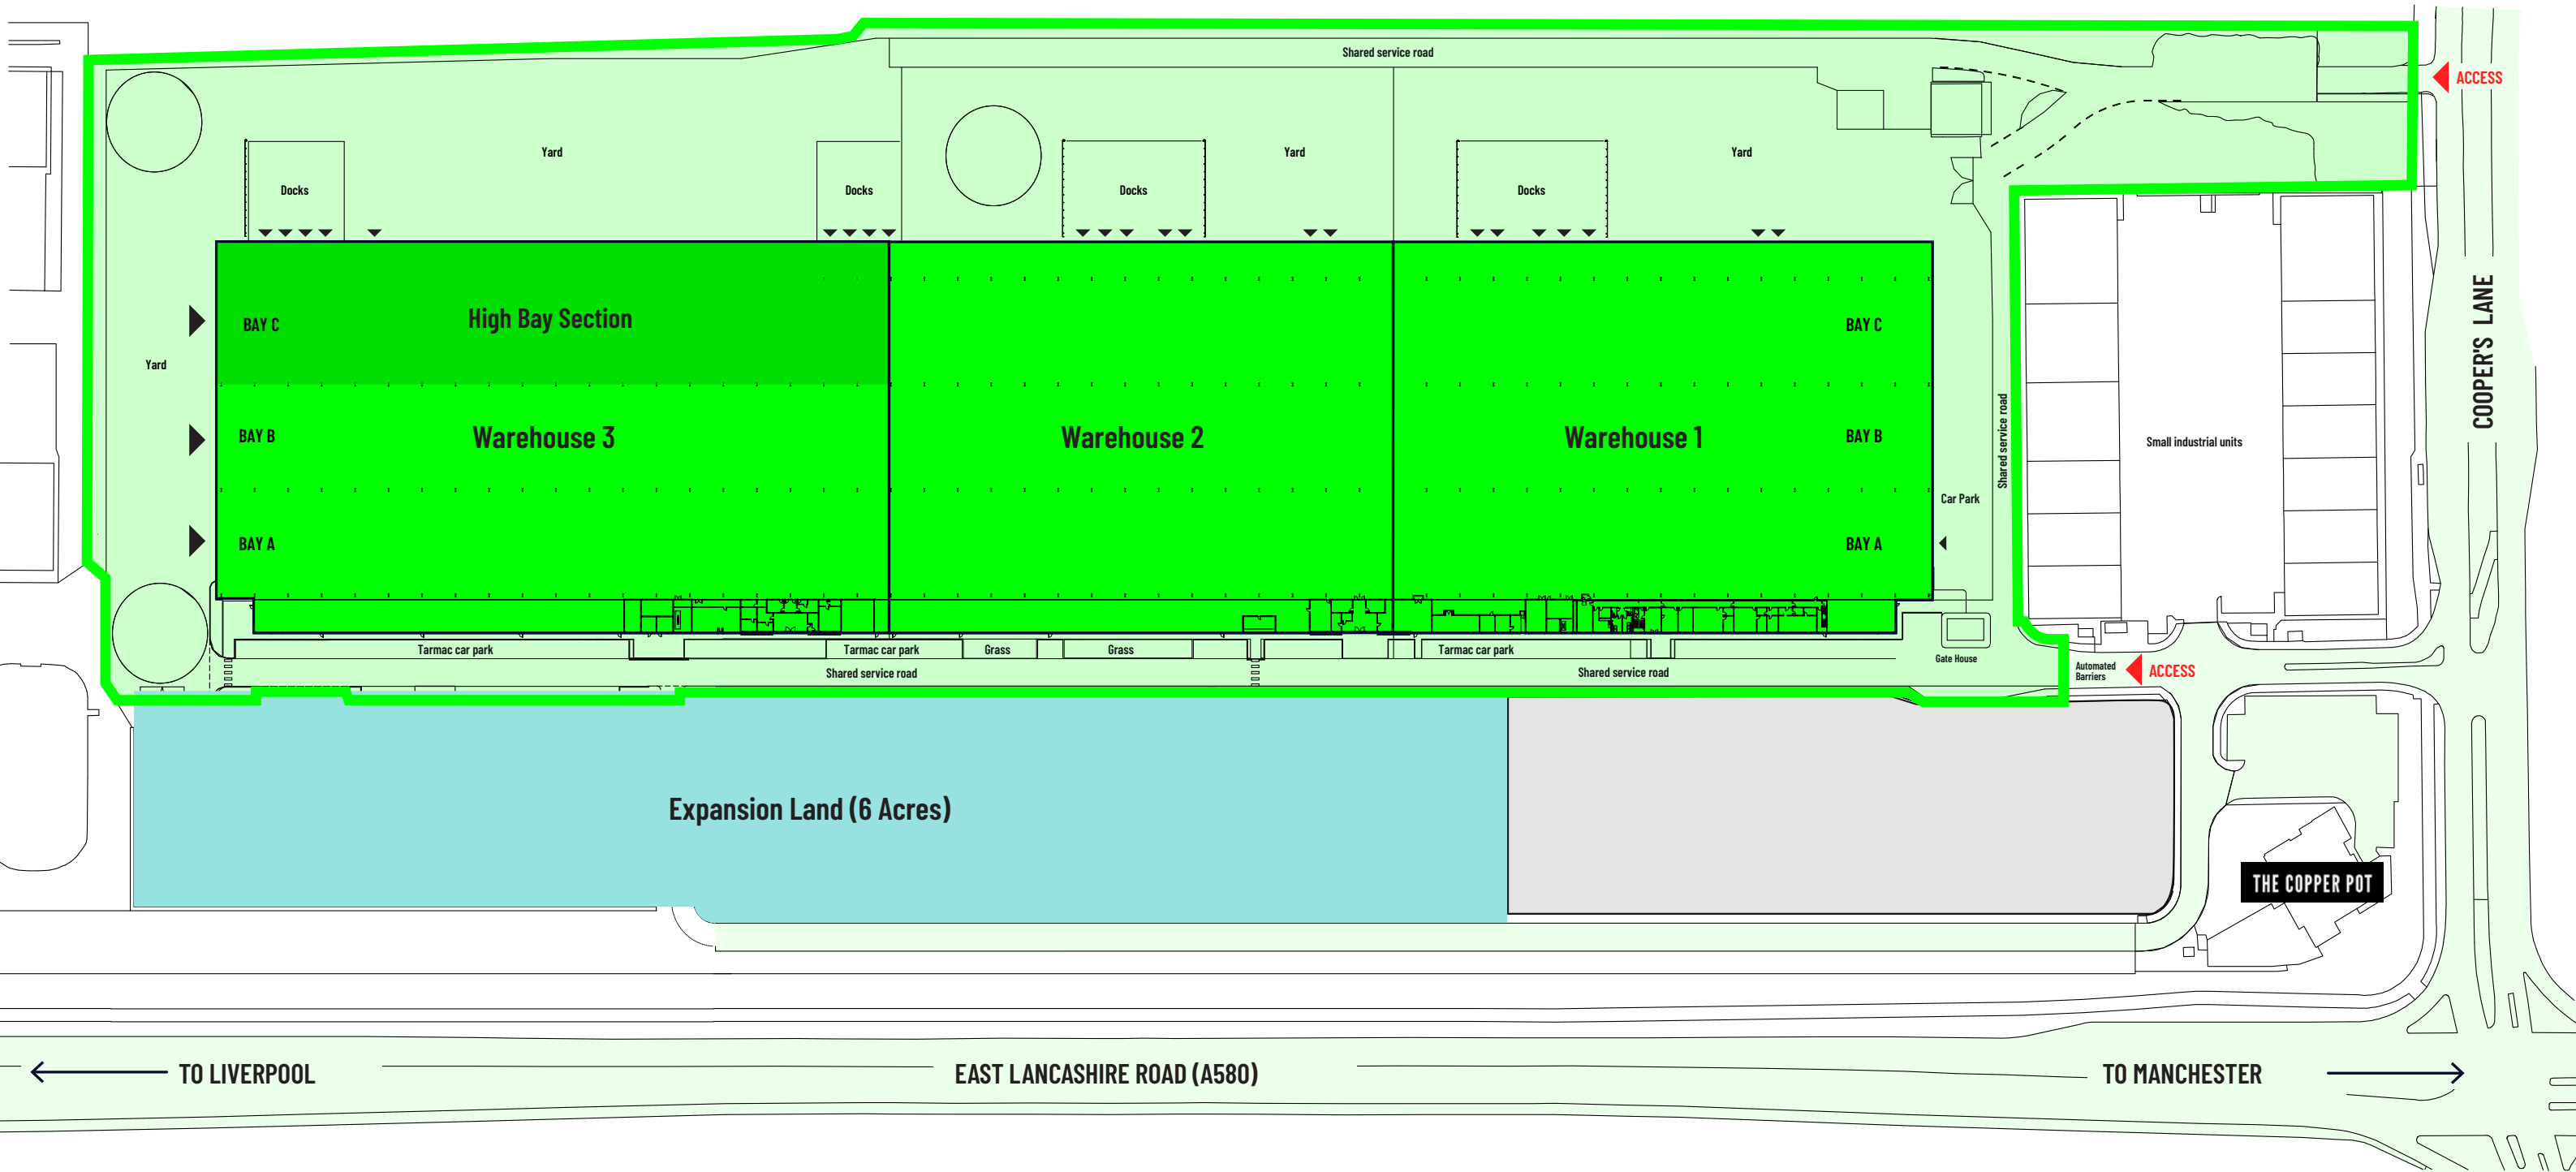 Shared service road
ACCESS
Yard
Yard
Yard
Docks
Docks
Docks
Docks
COOPER'S LANE
High Bay Section
BAY C
BAY C
Yard
BAY B
Warehouse 3
Warehouse 2
Warehouse 1
BAY B
Shared service road
Small industrial units
Car Park
BAY A
BAY A
Tarmac car park
Tarmac car park
Grass
Grass
Tarmac car park
Gate House
Shared service road
Shared service road
Automated
Barriers
ACCESS
Expansion Land (6 Acres)
THE COPPER POT
TO LIVERPOOL
EAST LANCASHIRE ROAD (A580)
TO MANCHESTER